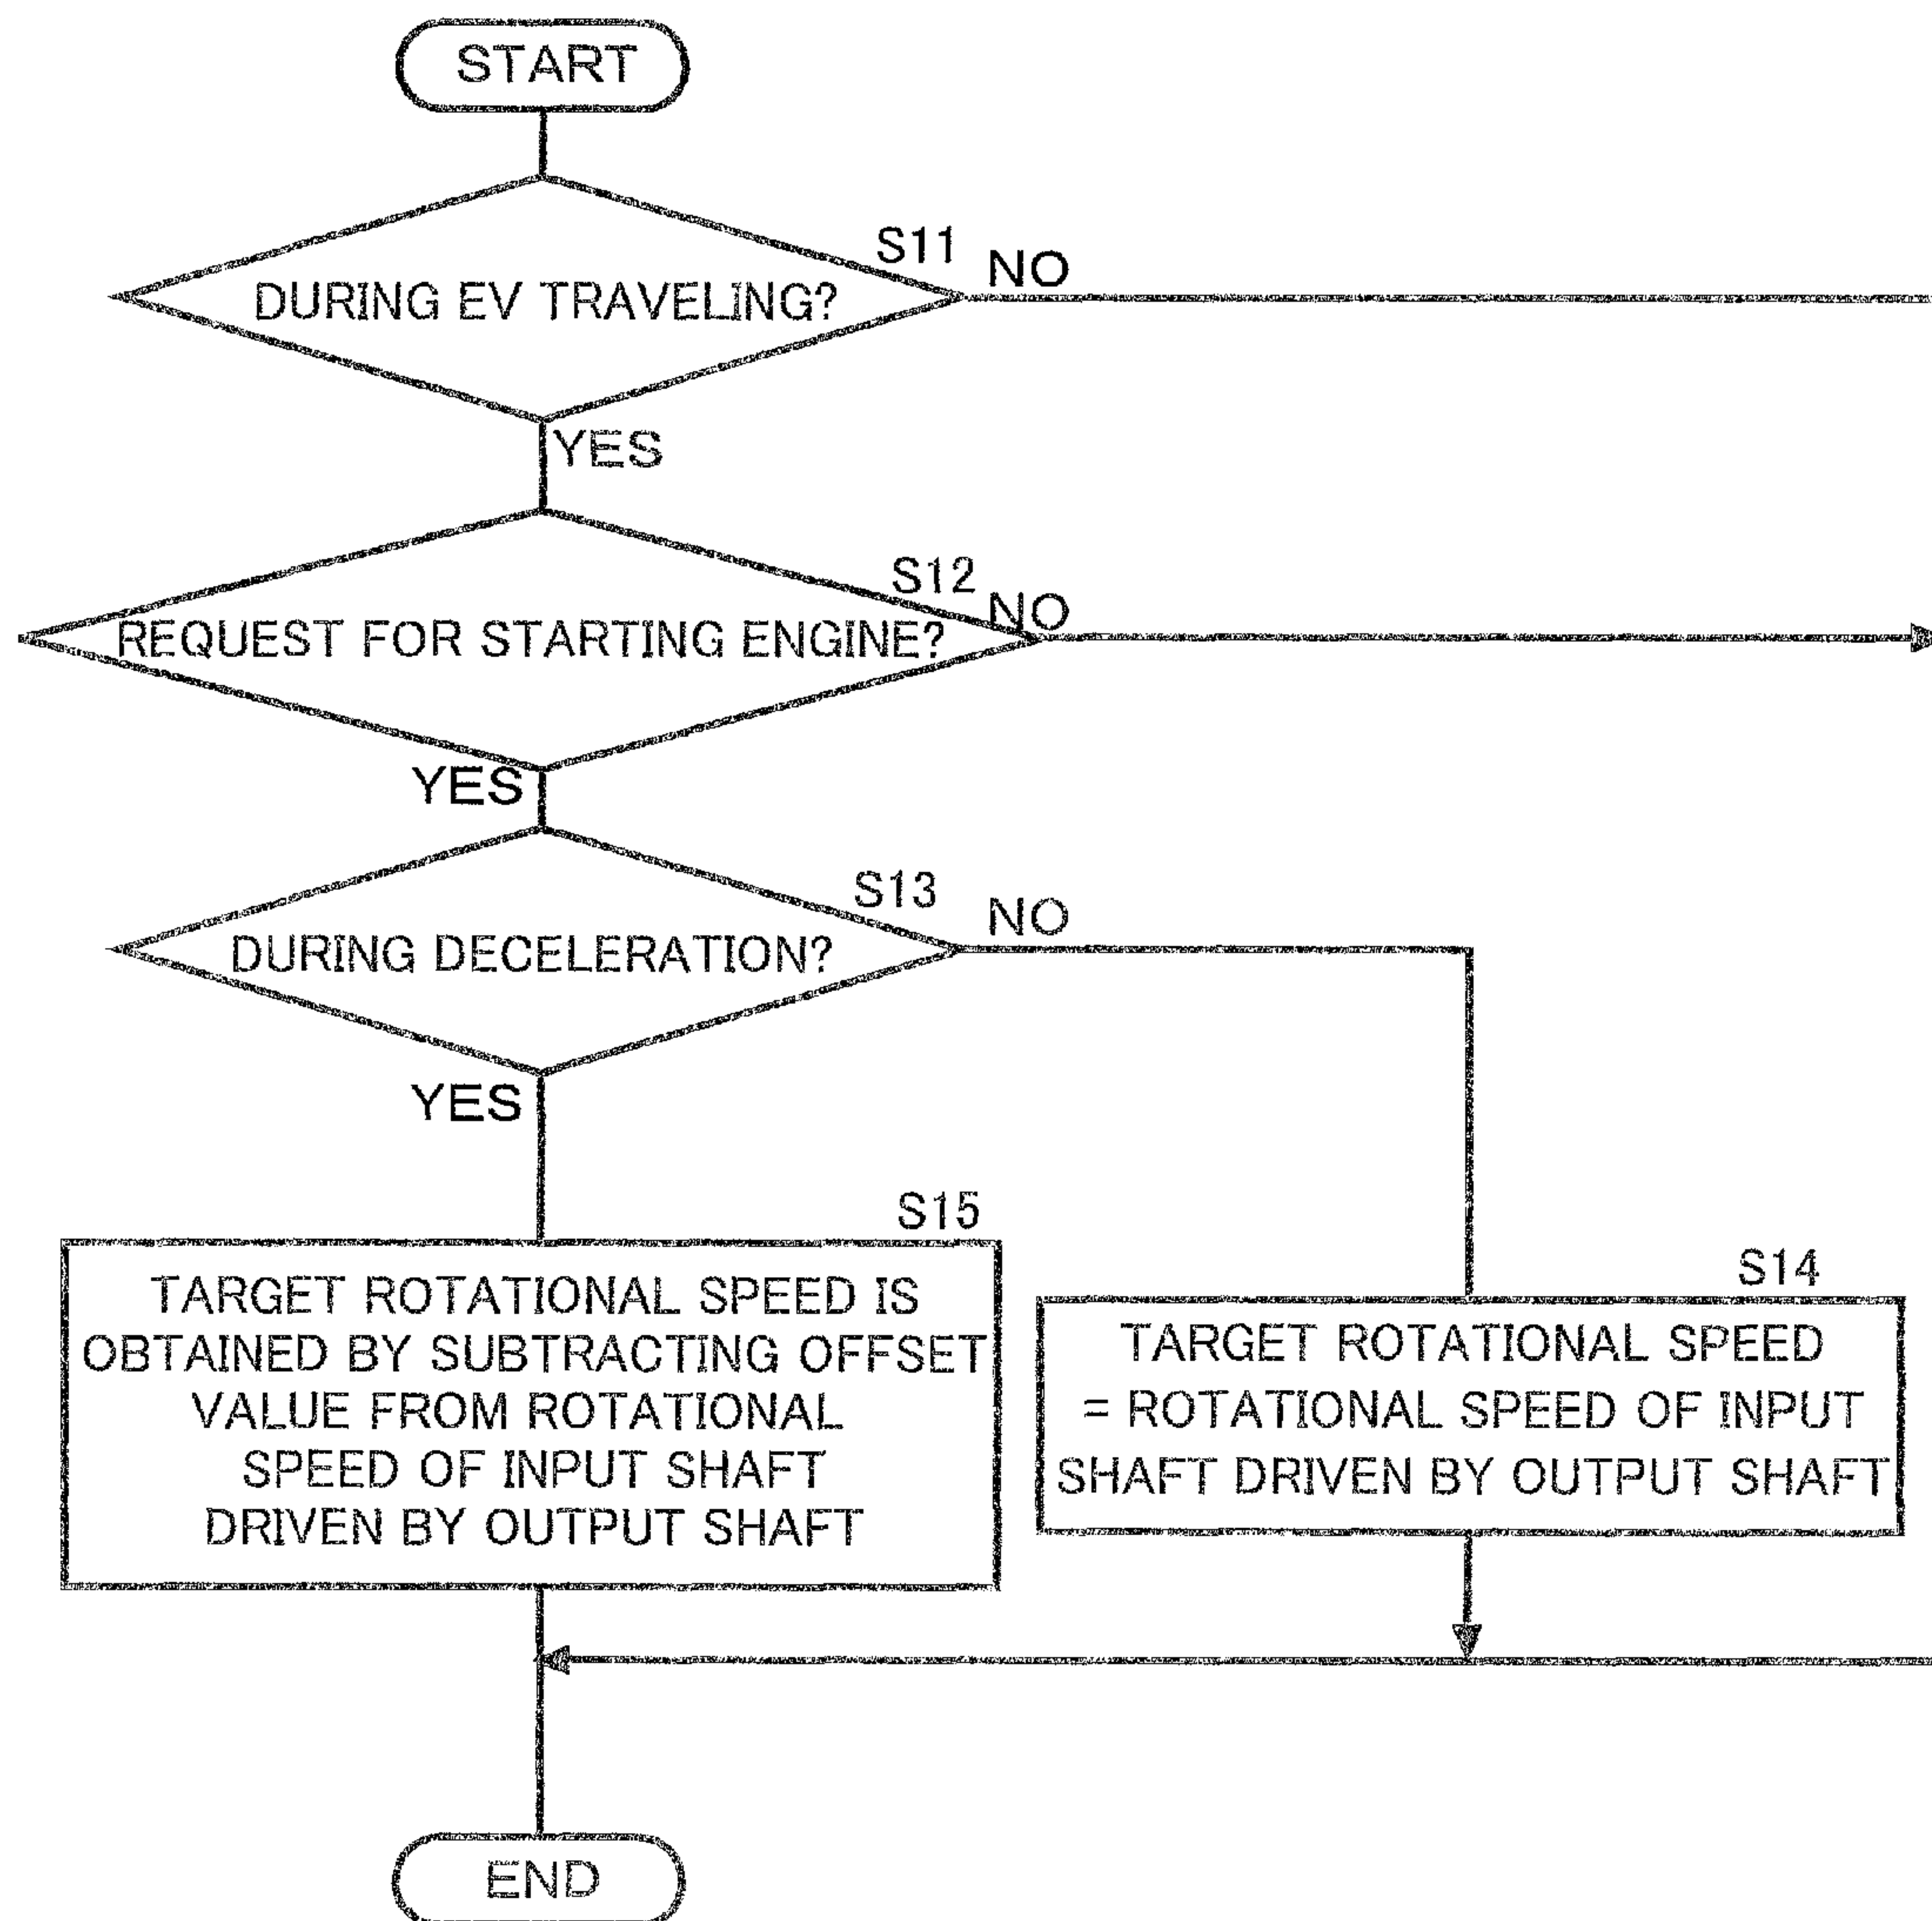 START
S11
NO
DURING EV TRAVELING?
YES
S12
NO
REQUEST FOR STARTING ENGINE?
YES
S13
NO
DURING DECELERATION?
YES
S15
TARGET ROTATIONAL SPEED IS
OBTAINED BY SUBTRACTING OFFSET
VALUE FROM ROTATIONAL
SPEED OF INPUT SHAFT
DRIVEN BY OUTPUT SHAFT
S14
TARGET ROTATIONAL SPEED
= ROTATIONAL SPEED OF INPUT
SHAFT DRIVEN BY OUTPUT SHAFT
END